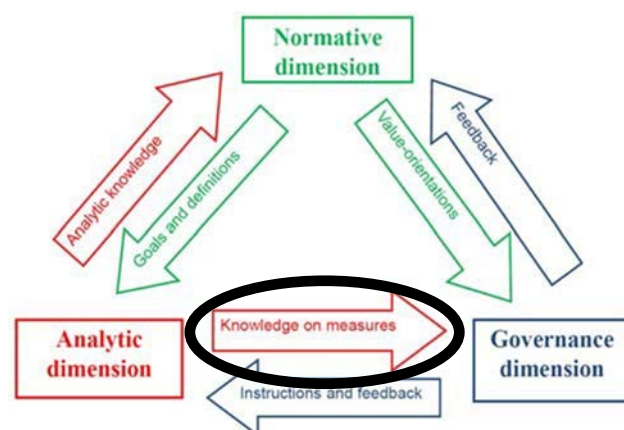 Normative
dimension
Analytic knowledge
Goals and definitions
Value-orientations
Feedback
Analytic
dimension
Knowledge on measures
Governance
dimension
Instructions and feedback